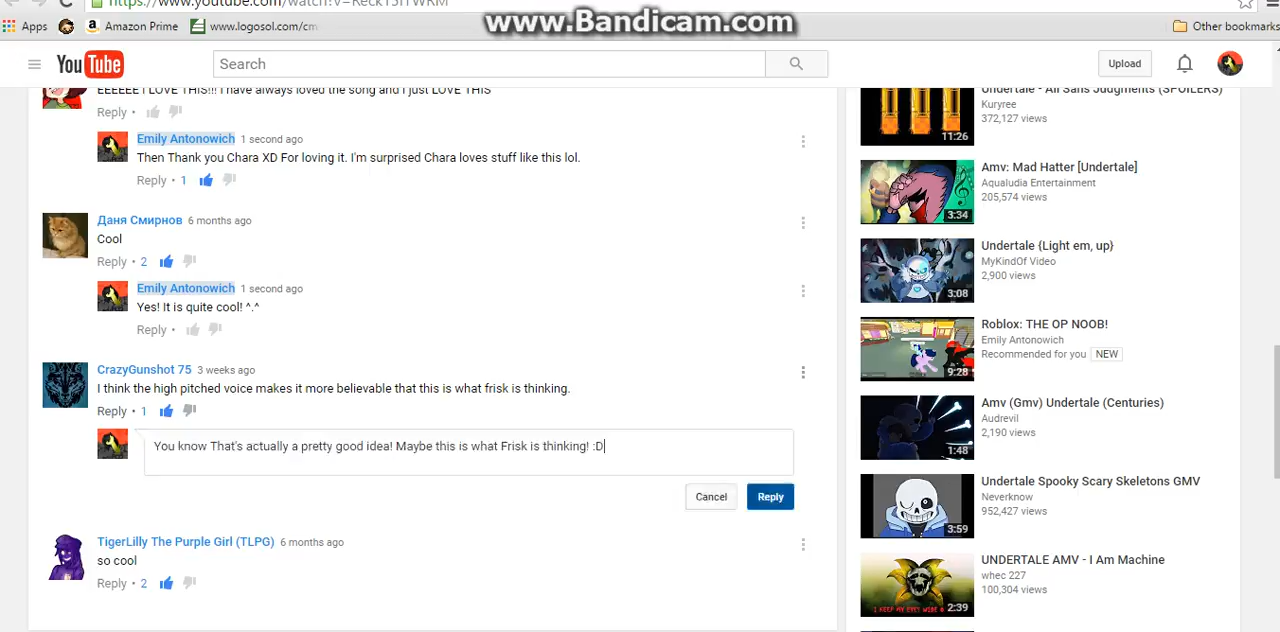 https://www.youtube.com/watch?v=Reck15ITWRM
www.Bandicam.com
Apps Amazon Prime www.logosol.com/cm Other bookmarks
YouTube Search Upload
EEEEEE I LOVE THIS!!! I have always loved the song and I just LOVE THIS
Reply •
Emily Antonowich 1 second ago
Then Thank you Chara XD For loving it. I'm surprised Chara loves stuff like this lol.
Reply • 1
Даня Смирнов 6 months ago
Cool
Reply • 2
Emily Antonowich 1 second ago
Yes! It is quite cool! ^.^
Reply •
CrazyGunshot 75 3 weeks ago
I think the high pitched voice makes it more believable that this is what frisk is thinking.
Reply • 1
You know That's actually a pretty good idea! Maybe this is what Frisk is thinking! :D
Cancel Reply
TigerLilly The Purple Girl (TLPG) 6 months ago
so cool
Reply • 2
Undertale - All Sans Judgments (SPOILERS)
Kuryree
372,127 views
11:26
Amv: Mad Hatter [Undertale]
Aqualudia Entertainment
205,574 views
3:34
Undertale {Light em, up}
MyKindOf Video
2,900 views
3:08
Roblox: THE OP NOOB!
Emily Antonowich
Recommended for you NEW
9:28
Amv (Gmv) Undertale (Centuries)
Audrevil
2,190 views
1:48
Undertale Spooky Scary Skeletons GMV
Neverknow
952,427 views
3:59
UNDERTALE AMV - I Am Machine
whec 227
100,304 views
I KEEP MY EYES WIDE
2:39